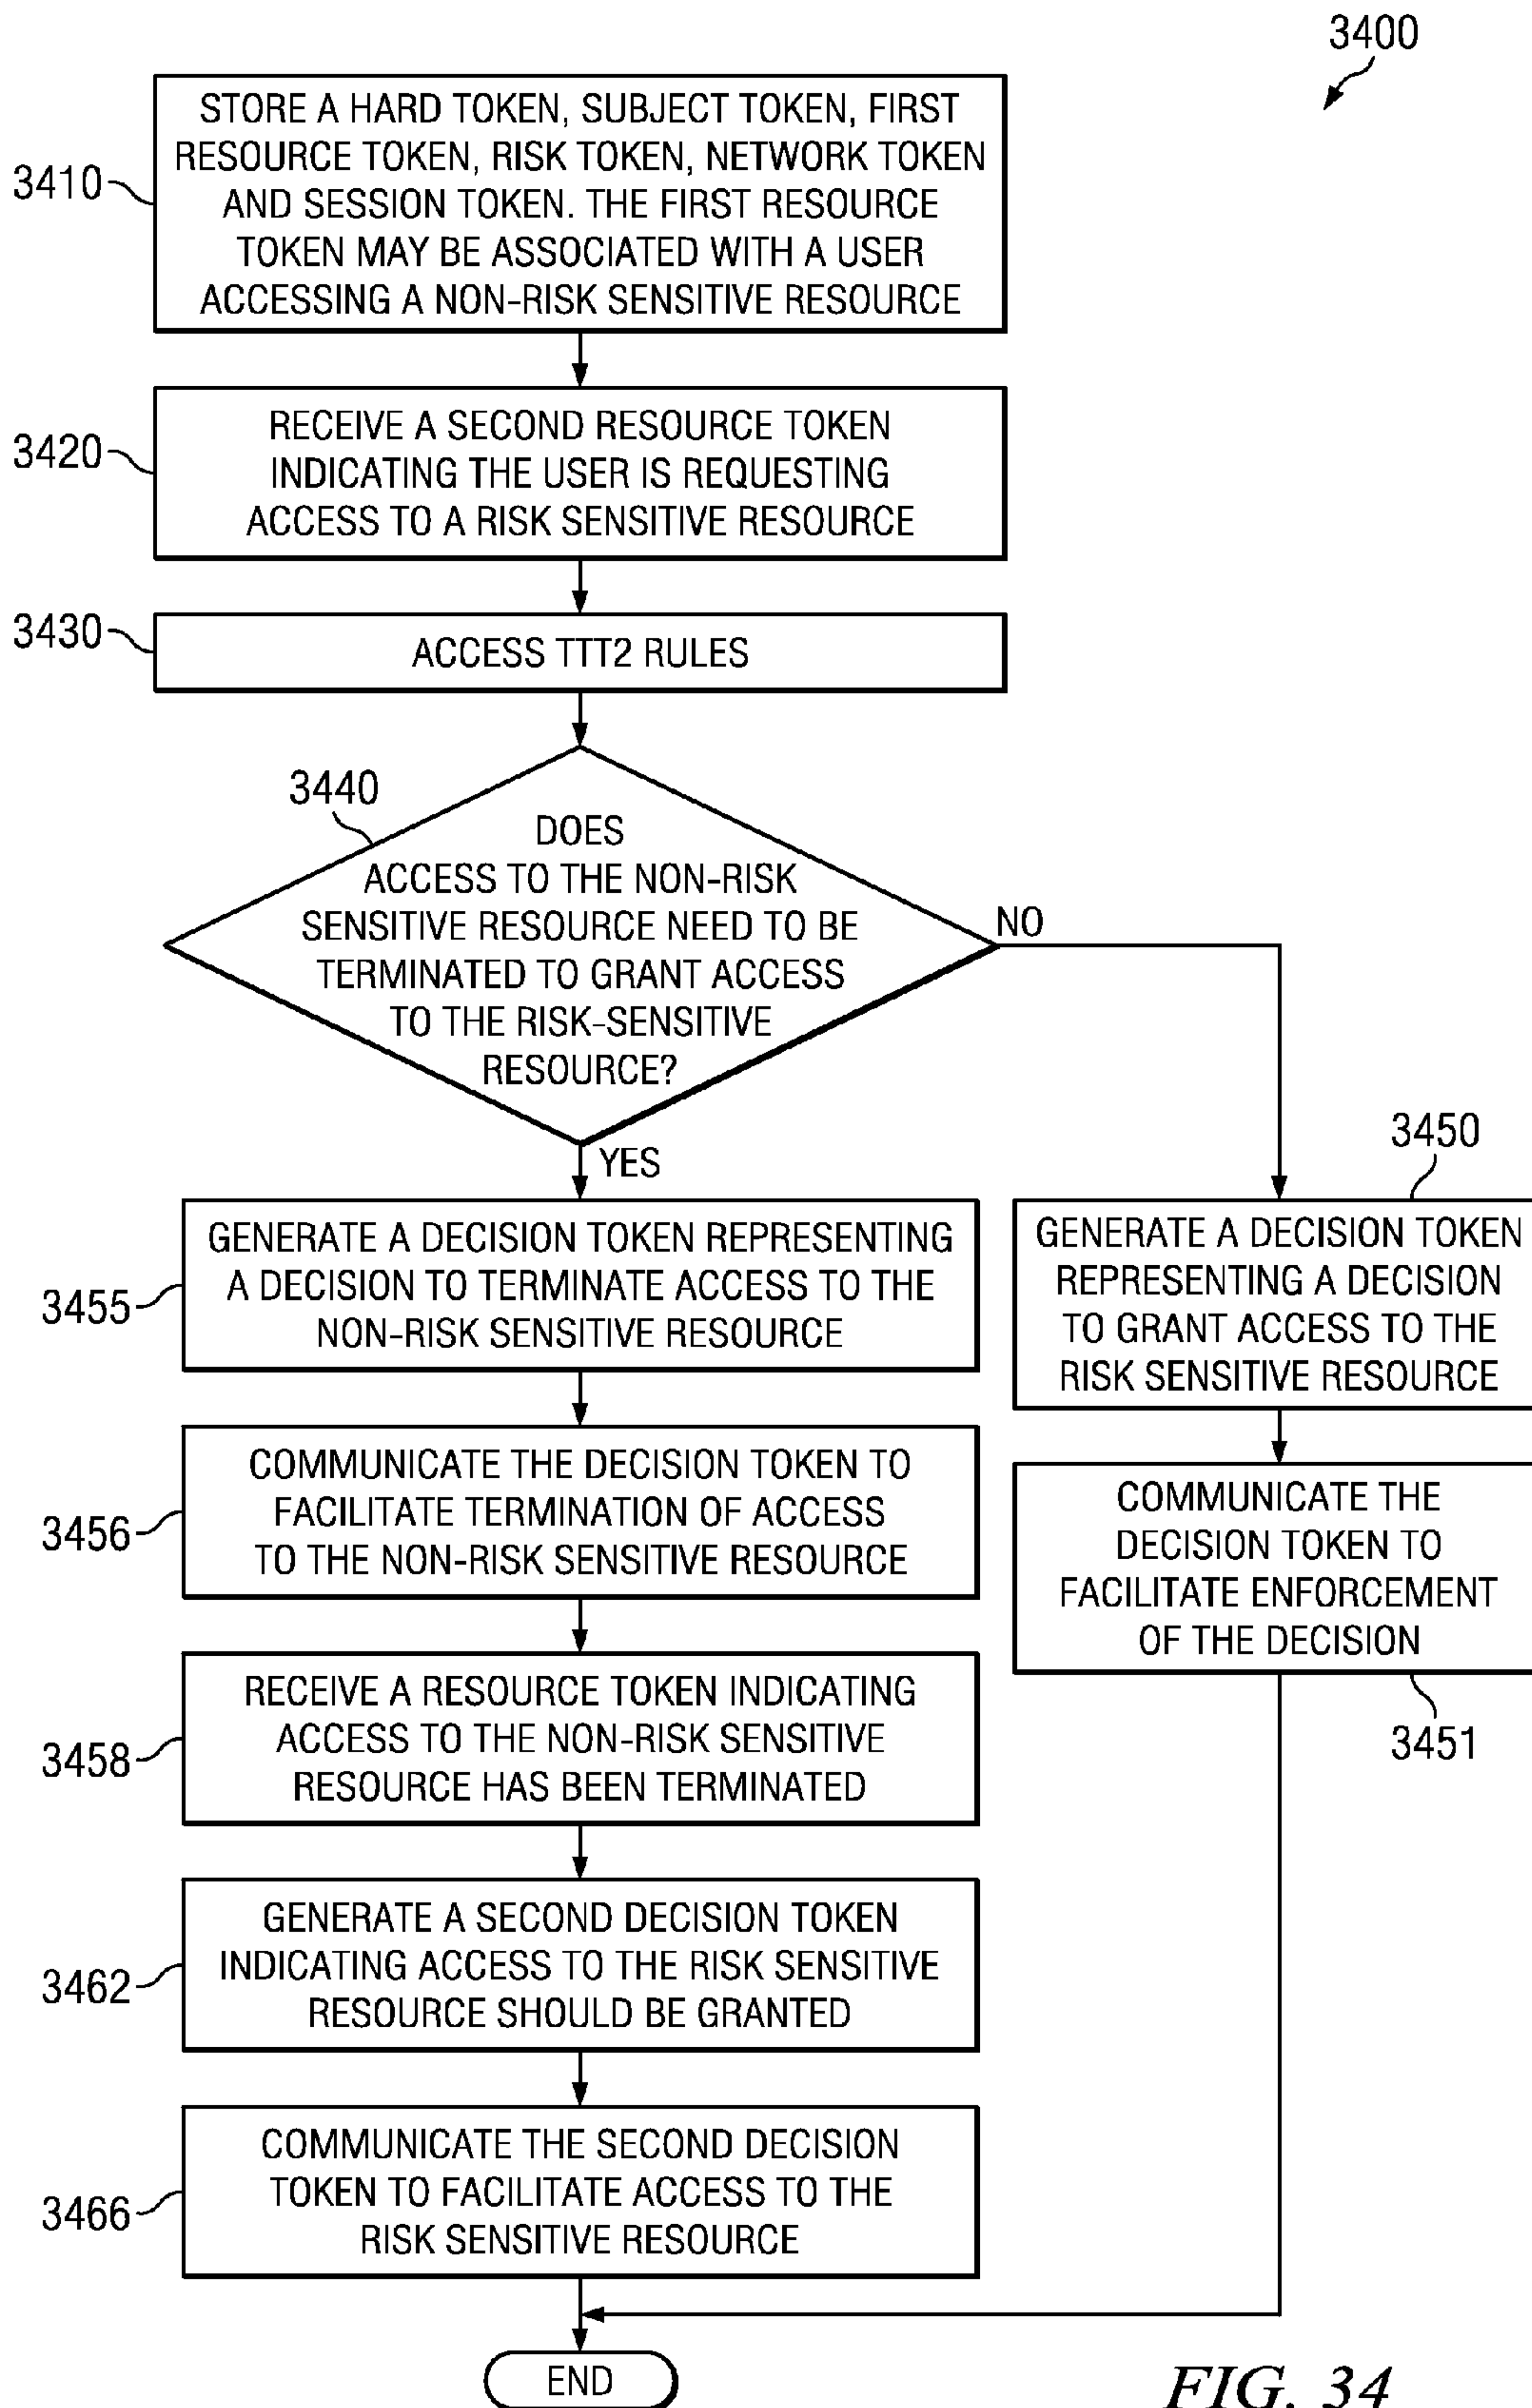 3400
STORE A HARD TOKEN, SUBJECT TOKEN, FIRST
RESOURCE TOKEN, RISK TOKEN, NETWORK TOKEN
AND SESSION TOKEN. THE FIRST RESOURCE
TOKEN MAY BE ASSOCIATED WITH A USER
ACCESSING A NON-RISK SENSITIVE RESOURCE
3410
RECEIVE A SECOND RESOURCE TOKEN
INDICATING THE USER IS REQUESTING
ACCESS TO A RISK SENSITIVE RESOURCE
3420
3430
ACCESS TTT2 RULES
3440
DOES
ACCESS TO THE NON-RISK
SENSITIVE RESOURCE NEED TO BE
TERMINATED TO GRANT ACCESS
TO THE RISK-SENSITIVE
RESOURCE?
NO
YES
3450
GENERATE A DECISION TOKEN
REPRESENTING A DECISION
TO GRANT ACCESS TO THE
RISK SENSITIVE RESOURCE
COMMUNICATE THE
DECISION TOKEN TO
FACILITATE ENFORCEMENT
OF THE DECISION
3451
GENERATE A DECISION TOKEN REPRESENTING
A DECISION TO TERMINATE ACCESS TO THE
NON-RISK SENSITIVE RESOURCE
3455
COMMUNICATE THE DECISION TOKEN TO
FACILITATE TERMINATION OF ACCESS
TO THE NON-RISK SENSITIVE RESOURCE
3456
RECEIVE A RESOURCE TOKEN INDICATING
ACCESS TO THE NON-RISK SENSITIVE
RESOURCE HAS BEEN TERMINATED
3458
GENERATE A SECOND DECISION TOKEN
INDICATING ACCESS TO THE RISK SENSITIVE
RESOURCE SHOULD BE GRANTED
3462
COMMUNICATE THE SECOND DECISION
TOKEN TO FACILITATE ACCESS TO THE
RISK SENSITIVE RESOURCE
3466
END
FIG. 34